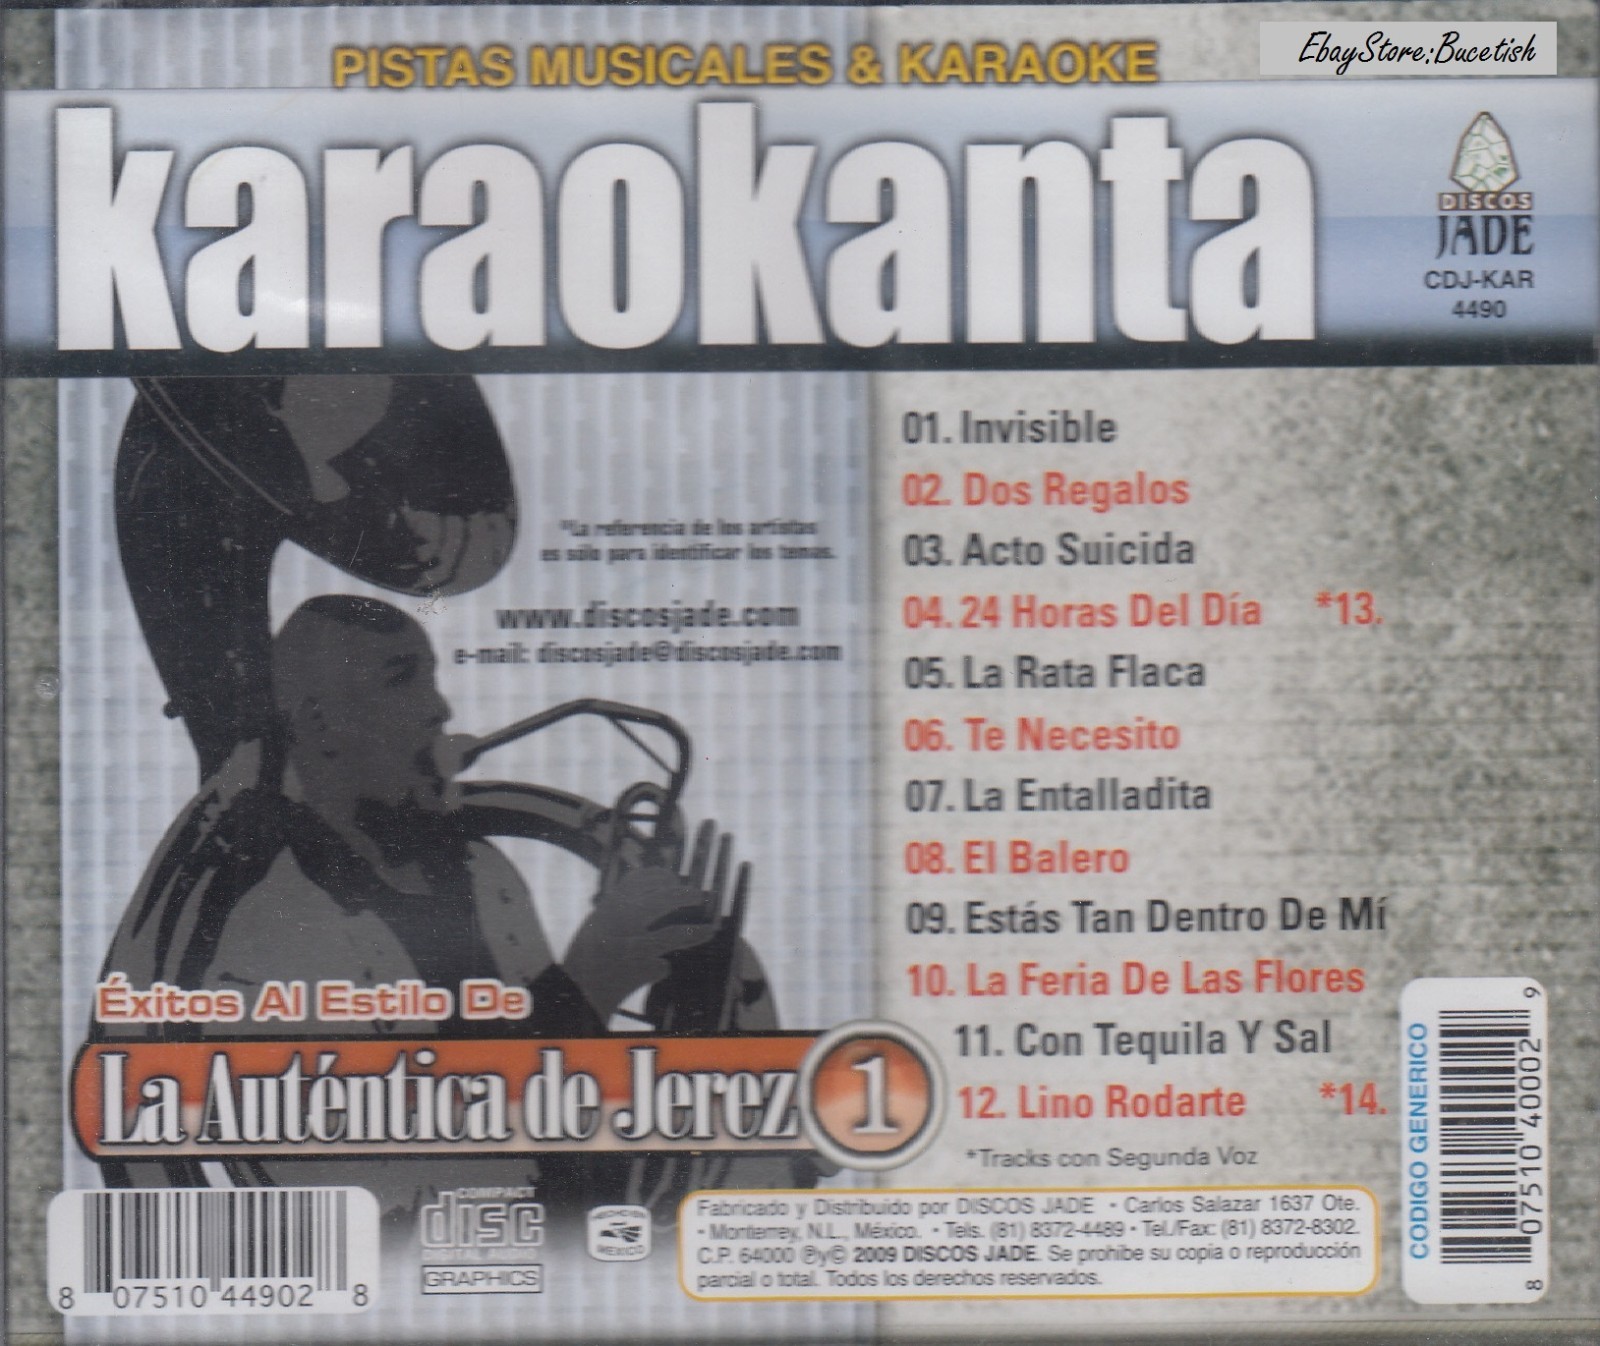 EbayStore:Bucetish
PISTAS MUSICALES & KARAOKE
karaokanta
DISCOS
JADE
CDJ-KAR
4490
*La referencia de los artistas
es sólo para identificar los temas.
www.discosjade.com
e-mail: discosjade@discosjade.com
01. Invisible
02. Dos Regalos
03. Acto Suicida
04. 24 Horas Del Día *13.
05. La Rata Flaca
06. Te Necesito
07. La Entalladita
08. El Balero
09. Estás Tan Dentro De Mí
10. La Feria De Las Flores
11. Con Tequila Y Sal
12. Lino Rodarte *14.
*Tracks con Segunda Voz
Éxitos Al Estilo De
La Auténtica de Jerez 1
8 07510 44902 8
COMPACT
disc
DIGITAL AUDIO
GRAPHICS
HECHO EN
MEXICO
Fabricado y Distribuido por DISCOS JADE • Carlos Salazar 1637 Ote.
• Monterrey, N.L., México. • Tels. (81) 8372-4489 • Tel./Fax: (81) 8372-8302.
C.P. 64000 ℗y© 2009 DISCOS JADE. Se prohibe su copia o reproducción
parcial o total. Todos los derechos reservados.
CODIGO GENERICO
8 07510 40002 9